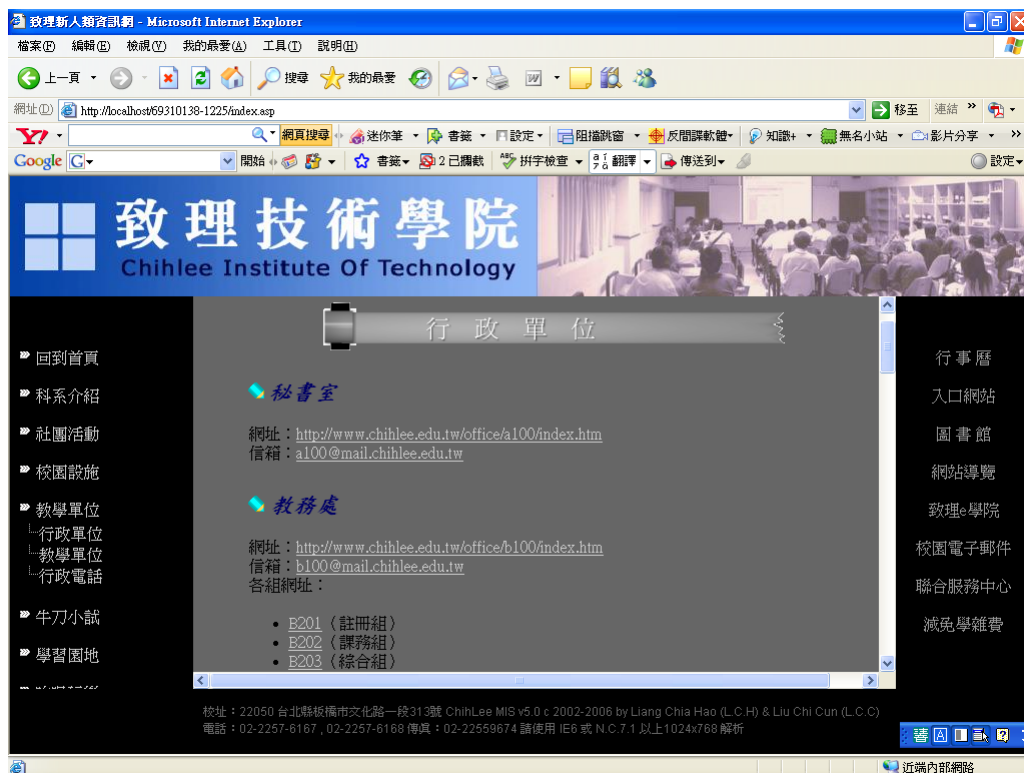 致理新人類資訊網 - Microsoft Internet Explorer
檔案(F) 編輯(E) 檢視(V) 我的最愛(A) 工具(T) 說明(H)
上一頁 搜尋 我的最愛
網址(D) http://localhost/69310138-1225/index.asp 移至 連結 »
Y7 網頁搜尋 迷你筆 書籤 設定 阻擋跳窗 反間諜軟體 知識+ 無名小站 影片分享 »
Google G 開始 書籤 2 已攔截 拼字檢查 翻譯 傳送到 設定
致理技術學院
Chihlee Institute Of Technology
行政單位
回到首頁
科系介紹
社團活動
校園設施
教學單位
行政單位
教學單位
行政電話
牛刀小試
學習園地
秘書室
網址：http://www.chihlee.edu.tw/office/a100/index.htm
信箱：a100@mail.chihlee.edu.tw
教務處
網址：http://www.chihlee.edu.tw/office/b100/index.htm
信箱：b100@mail.chihlee.edu.tw
各組網址：
• B201（註冊組）
• B202（課務組）
• B203（綜合組）
行事曆
入口網站
圖書館
網站導覽
致理e學院
校園電子郵件
聯合服務中心
減免學雜費
校址：22050 台北縣板橋市文化路一段313號 ChihLee MIS v5.0 c 2002-2006 by Liang Chia Hao (L.C.H) & Liu Chi Cun (L.C.C)
電話：02-2257-6167 , 02-2257-6168 傳真：02-22559674 請使用 IE6 或 N.C.7.1 以上1024x768 解析
近端內部網路